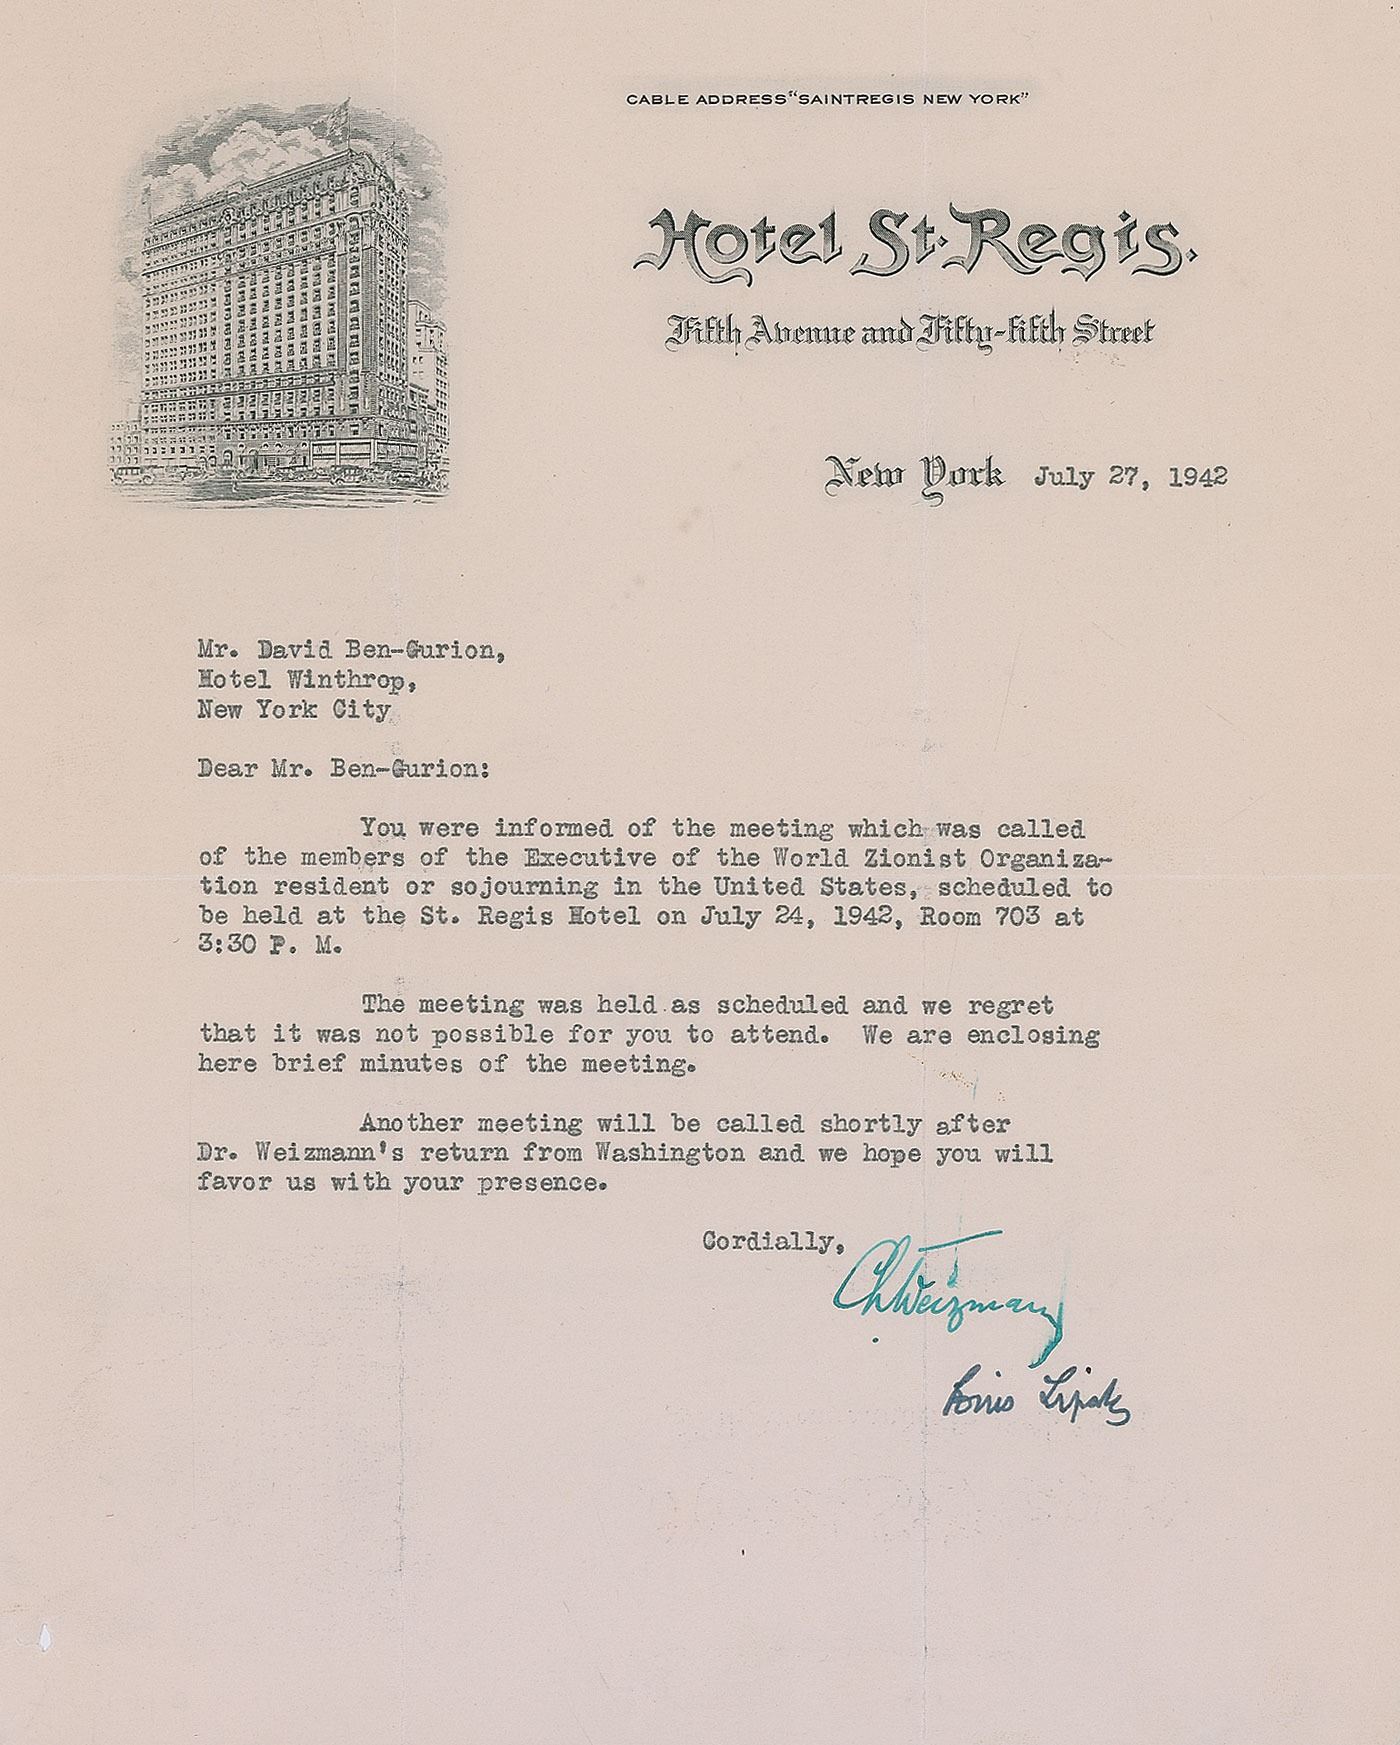 CABLE ADDRESS "SAINTREGIS NEW YORK"
Hotel St. Regis.
Fifth Avenue and Fifty-fifth Street
New York July 27, 1942
Mr. David Ben-Gurion,
Hotel Winthrop,
New York City
Dear Mr. Ben-Gurion:
You were informed of the meeting which was called
of the members of the Executive of the World Zionist Organiza-
tion resident or sojourning in the United States, scheduled to
be held at the St. Regis Hotel on July 24, 1942, Room 703 at
3:30 P. M.
The meeting was held as scheduled and we regret
that it was not possible for you to attend. We are enclosing
here brief minutes of the meeting.
Another meeting will be called shortly after
Dr. Weizmann's return from Washington and we hope you will
favor us with your presence.
Cordially,
Ch Weizmann
Louis Lipsky